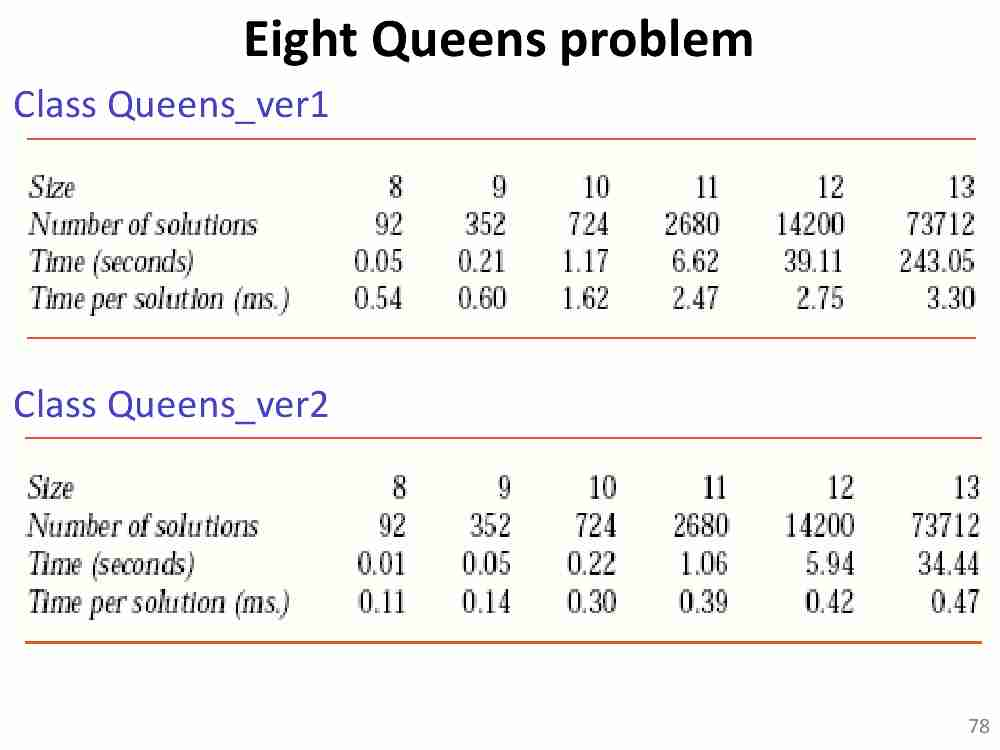 Eight Queens problem
Class Queens_ver1
Size 8 9 10 11 12 13
Number of solutions 92 352 724 2680 14200 73712
Time (seconds) 0.05 0.21 1.17 6.62 39.11 243.05
Time per solution (ms.) 0.54 0.60 1.62 2.47 2.75 3.30
Class Queens_ver2
Size 8 9 10 11 12 13
Number of solutions 92 352 724 2680 14200 73712
Time (seconds) 0.01 0.05 0.22 1.06 5.94 34.44
Time per solution (ms.) 0.11 0.14 0.30 0.39 0.42 0.47
78